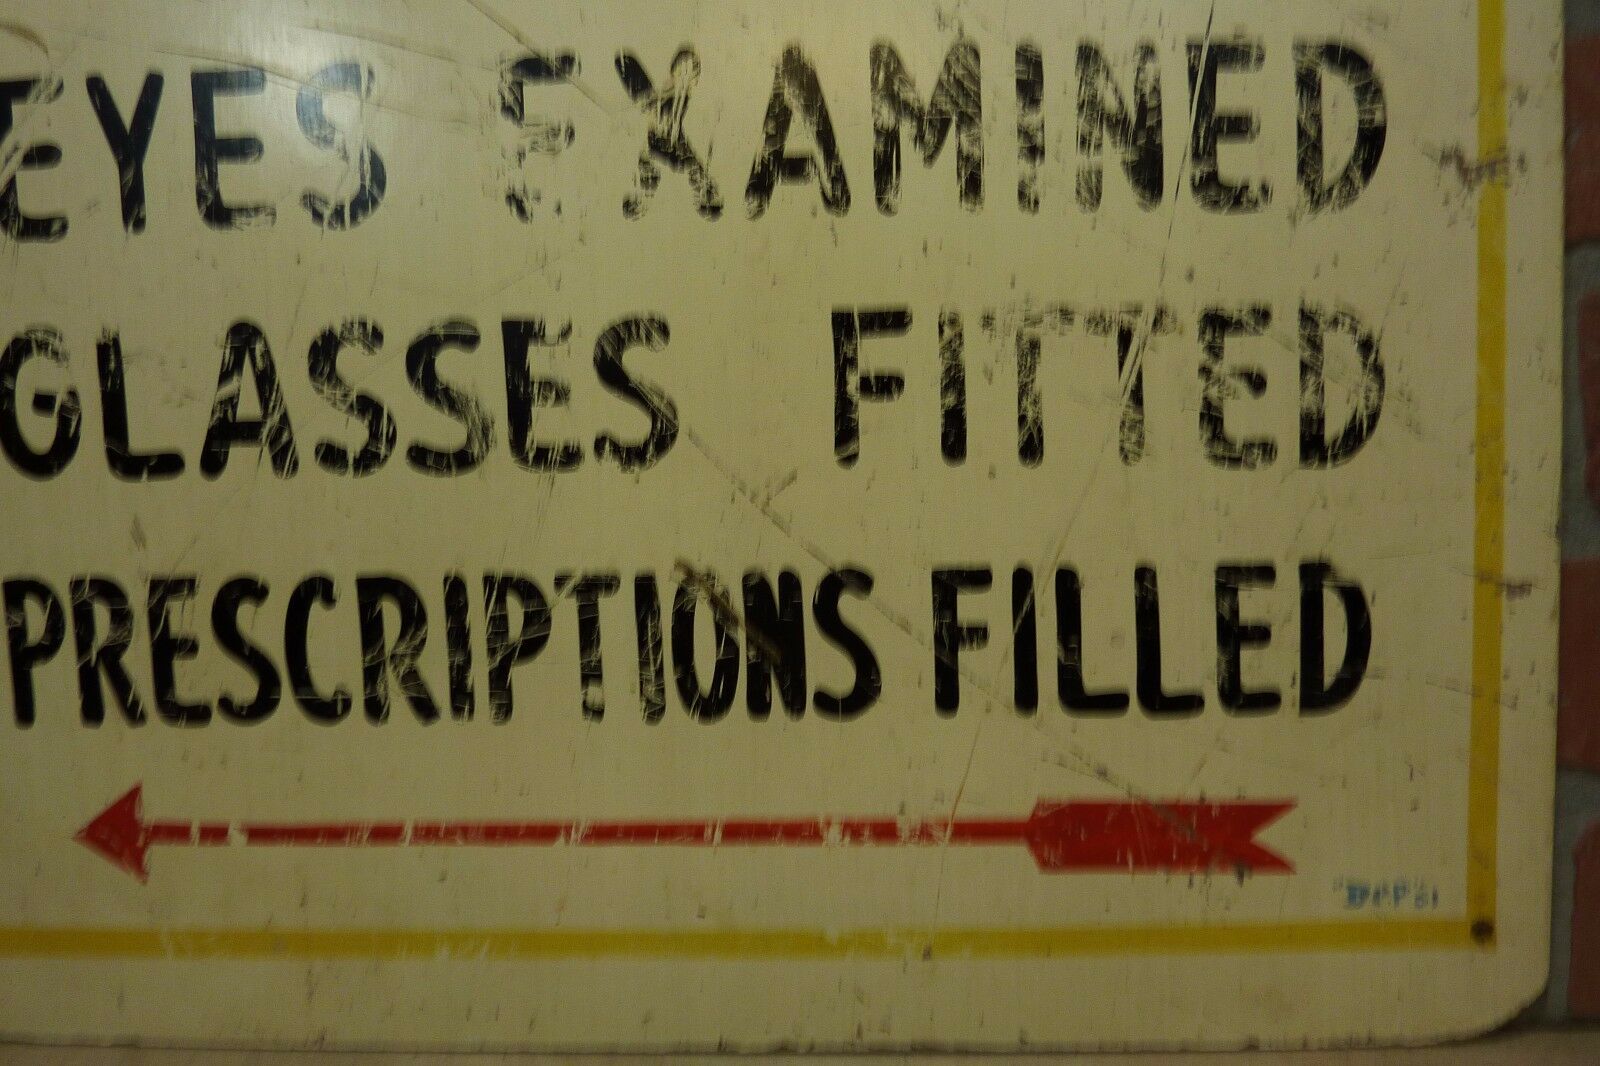 EYES EXAMINED
GLASSES FITTED
PRESCRIPTIONS FILLED